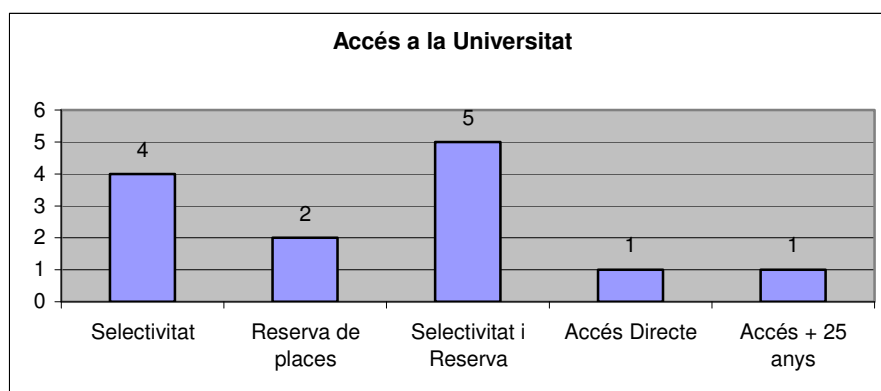 Accés a la Universitat
6
5
4
3
2
1
0
4
2
5
1
1
Selectivitat
Reserva de
places
Selectivitat i
Reserva
Accés Directe
Accés + 25
anys